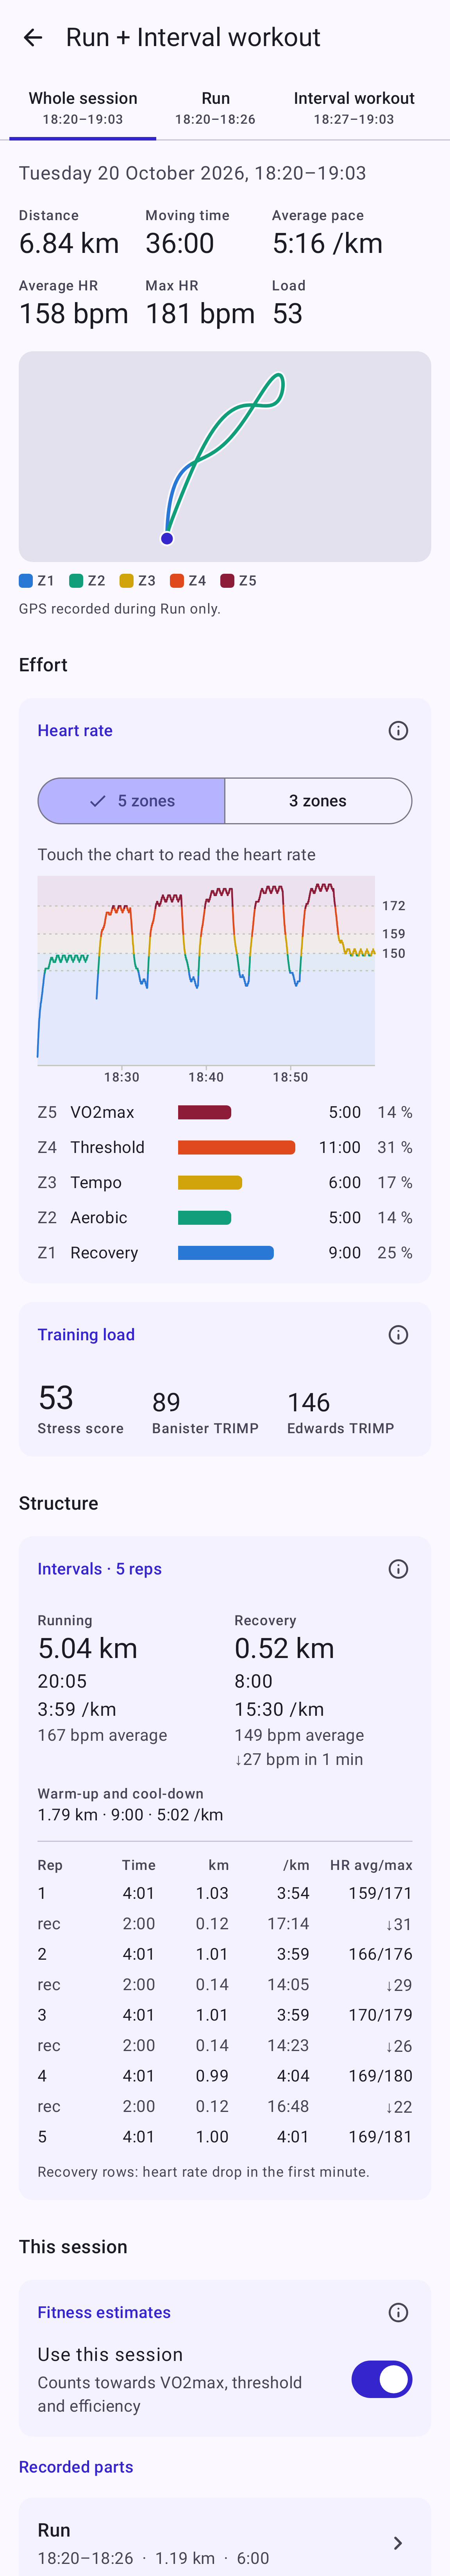 Run + Interval workout
Whole session
18:20–19:03
Run
18:20–18:26
Interval workout
18:27–19:03
Tuesday 20 October 2026, 18:20–19:03
Distance
6.84 km
Moving time
36:00
Average pace
5:16 /km
Average HR
158 bpm
Max HR
181 bpm
Load
53
Z1 Z2 Z3 Z4 Z5
GPS recorded during Run only.
Effort
Heart rate
5 zones
3 zones
Touch the chart to read the heart rate
172
159
150
18:30 18:40 18:50
Z5 VO2max 5:00 14 %
Z4 Threshold 11:00 31 %
Z3 Tempo 6:00 17 %
Z2 Aerobic 5:00 14 %
Z1 Recovery 9:00 25 %
Training load
53
Stress score
89
Banister TRIMP
146
Edwards TRIMP
Structure
Intervals · 5 reps
Running
5.04 km
20:05
3:59 /km
167 bpm average
Recovery
0.52 km
8:00
15:30 /km
149 bpm average
↓27 bpm in 1 min
Warm-up and cool-down
1.79 km · 9:00 · 5:02 /km
Rep Time km /km HR avg/max
1 4:01 1.03 3:54 159/171
rec 2:00 0.12 17:14 ↓31
2 4:01 1.01 3:59 166/176
rec 2:00 0.14 14:05 ↓29
3 4:01 1.01 3:59 170/179
rec 2:00 0.14 14:23 ↓26
4 4:01 0.99 4:04 169/180
rec 2:00 0.12 16:48 ↓22
5 4:01 1.00 4:01 169/181
Recovery rows: heart rate drop in the first minute.
This session
Fitness estimates
Use this session
Counts towards VO2max, threshold
and efficiency
Recorded parts
Run
18:20–18:26 · 1.19 km · 6:00